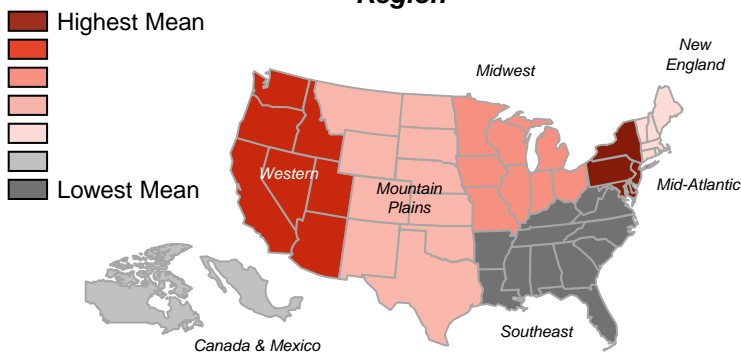 Region
Highest Mean
Lowest Mean
New
England
Midwest
Western
Mountain
Plains
Mid-Atlantic
Southeast
Canada & Mexico